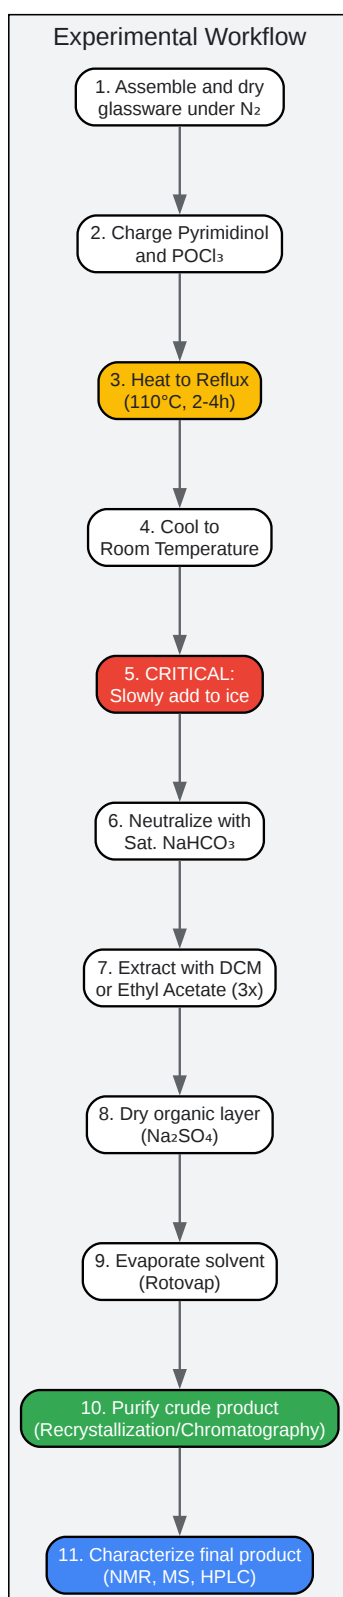 Experimental Workflow
1. Assemble and dry
glassware under N₂
2. Charge Pyrimidinol
and POCl₃
3. Heat to Reflux
(110°C, 2-4h)
4. Cool to
Room Temperature
5. CRITICAL:
Slowly add to ice
6. Neutralize with
Sat. NaHCO₃
7. Extract with DCM
or Ethyl Acetate (3x)
8. Dry organic layer
(Na₂SO₄)
9. Evaporate solvent
(Rotovap)
10. Purify crude product
(Recrystallization/Chromatography)
11. Characterize final product
(NMR, MS, HPLC)